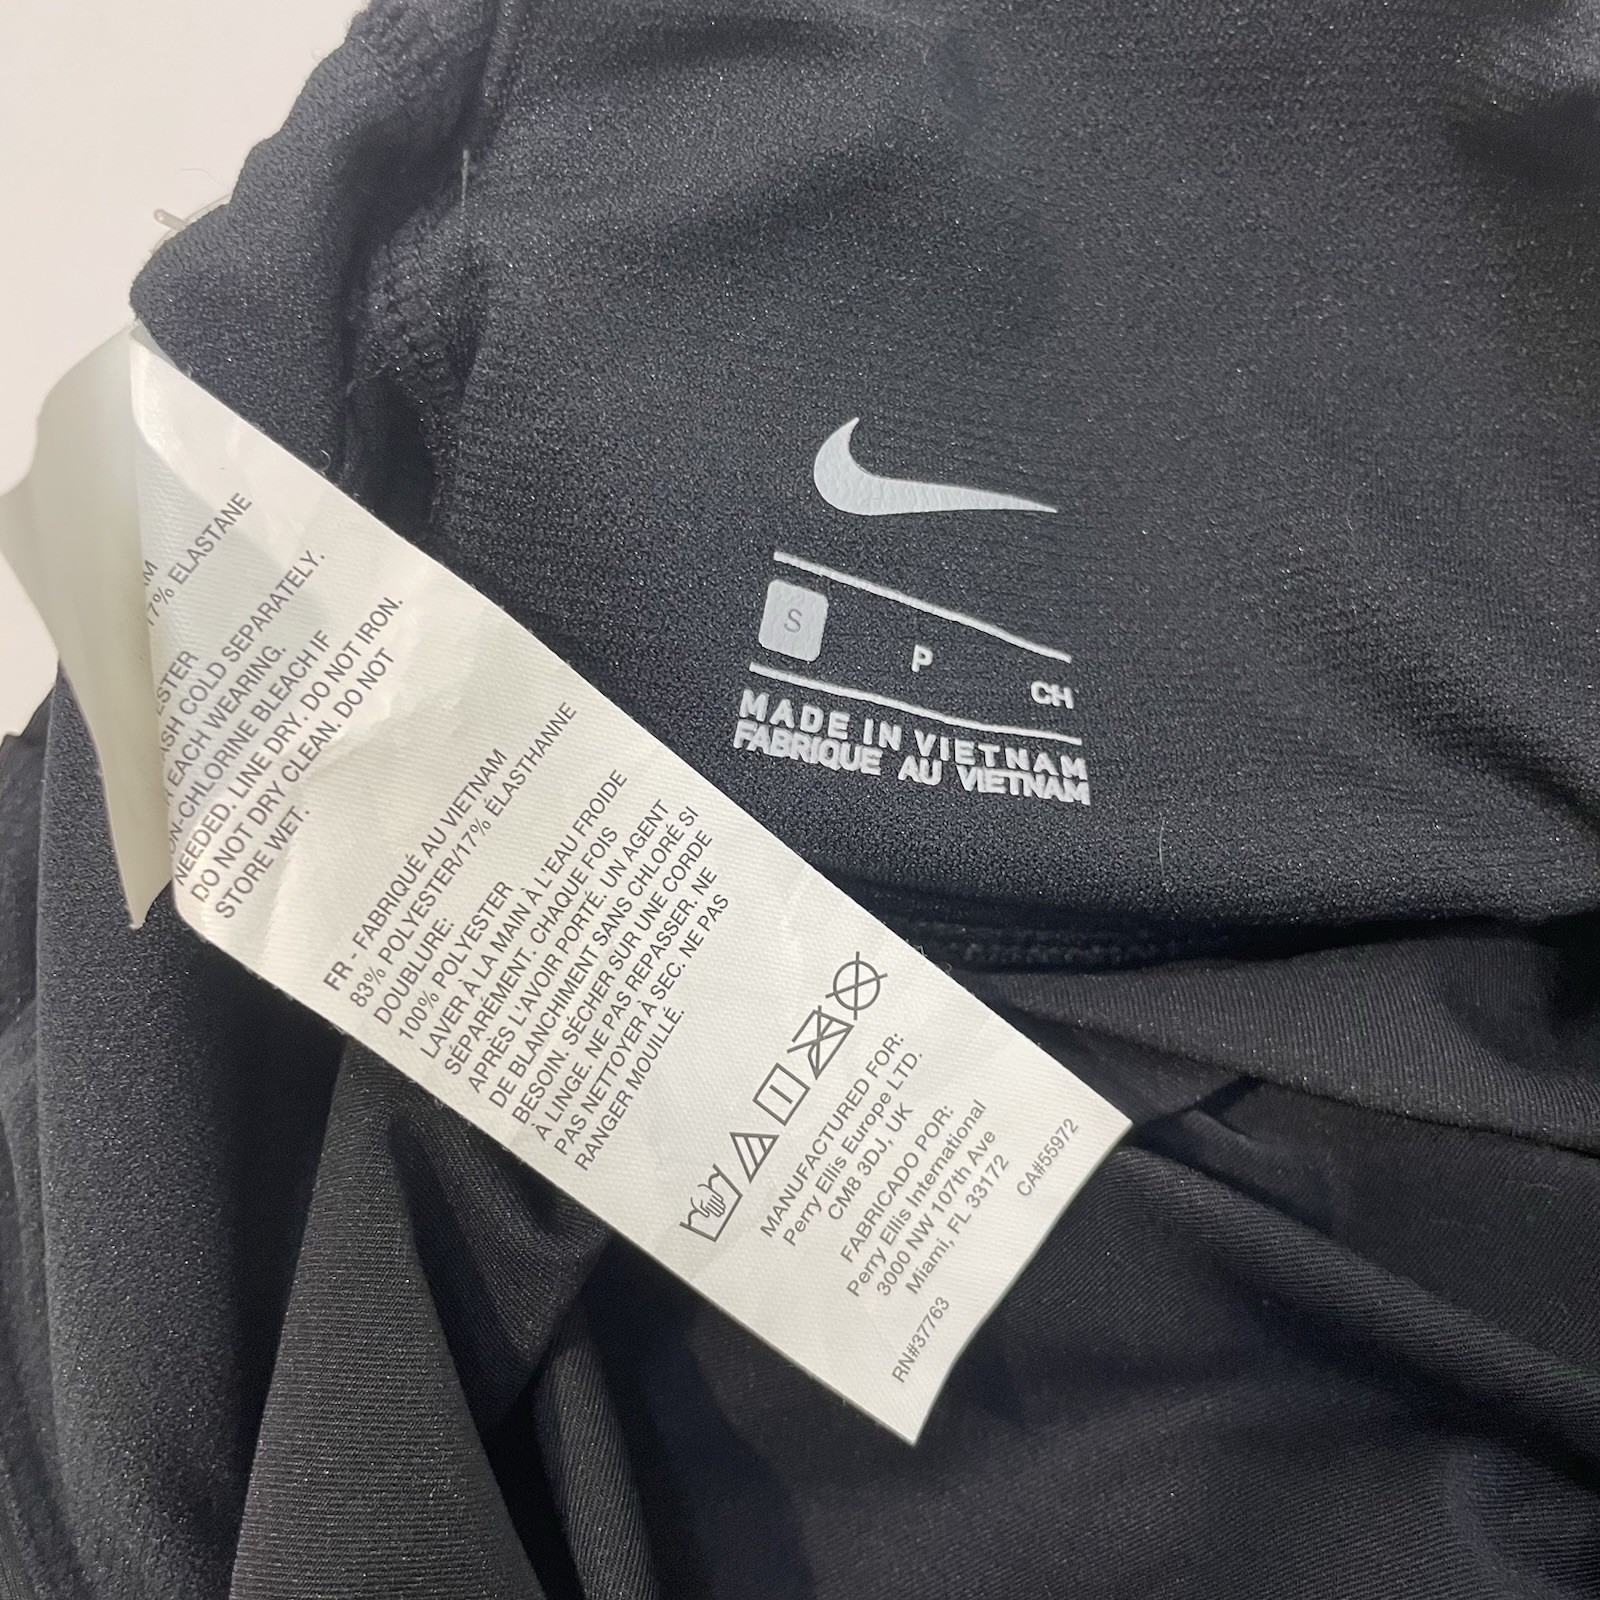 S P CH
MADE IN VIETNAM
FABRIQUE AU VIETNAM
17% ELASTANE
COLD SEPARATELY.
EACH WEARING.
BLEACH IF
NEEDED. LINE DRY. DO NOT IRON.
DO NOT DRY CLEAN. DO NOT
STORE WET.
FR - FABRIQUÉ AU VIETNAM
83% POLYESTER/17% ÉLASTHANNE
DOUBLURE:
100% POLYESTER
LAVER À LA MAIN À L'EAU FROIDE
SÉPARÉMENT. CHAQUE FOIS
APRÈS L'AVOIR PORTÉ. UN AGENT
DE BLANCHIMENT SANS CHLORÉ SI
BESOIN. SÉCHER SUR UNE CORDE
À LINGE. NE PAS REPASSER. NE
PAS NETTOYER À SEC. NE PAS
RANGER MOUILLÉ.
MANUFACTURED FOR:
Perry Ellis Europe LTD.
CM8 3DJ, UK
FABRICADO POR:
Perry Ellis International
3000 NW 107th Ave
Miami, FL 33172
RN#37763 CA#55972